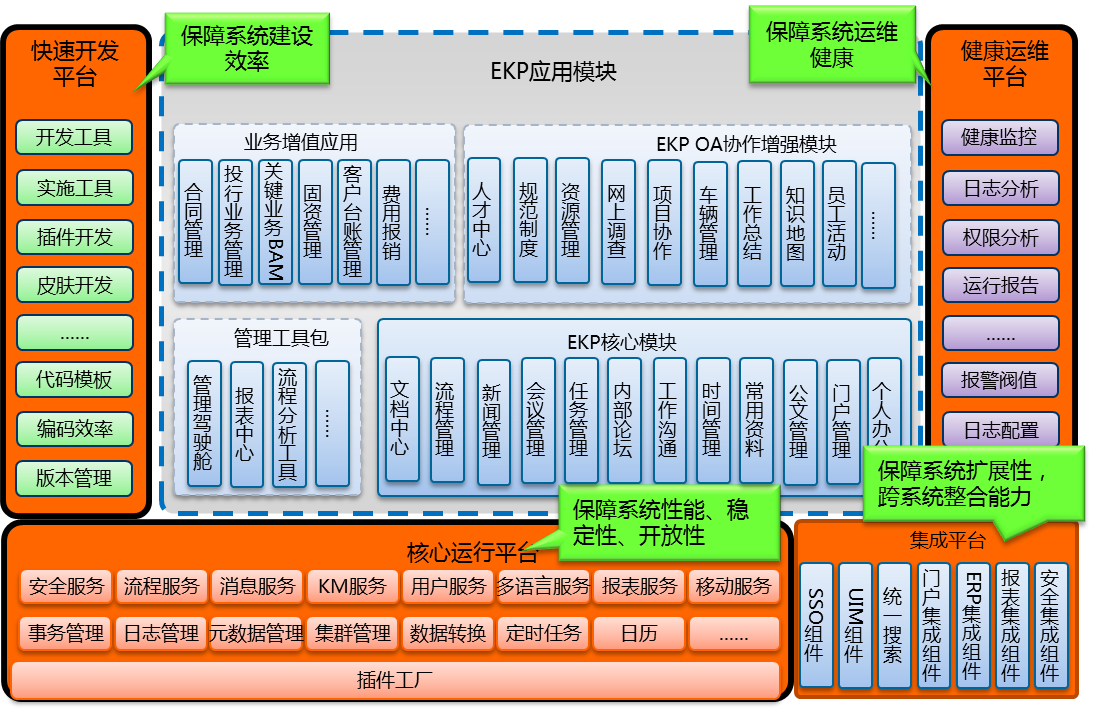 快速开发
平台
开发工具
实施工具
插件开发
皮肤开发
......
代码模板
编码效率
版本管理
保障系统建设
效率
EKP应用模块
保障系统运维
健康
业务增值应用
合同管理
投行业务管理
关键业务BAM
固资管理
客户台账管理
费用报销
......
EKP OA协作增强模块
人才中心
规范制度
资源管理
网上调查
项目协作
车辆管理
工作总结
知识地图
员工活动
......
管理工具包
管理驾驶舱
报表中心
流程分析工具
......
EKP核心模块
文档中心
流程管理
新闻管理
会议管理
任务管理
内部论坛
工作沟通
时间管理
常用资料
公文管理
门户管理
个人办
健康运维
平台
健康监控
日志分析
权限分析
运行报告
......
报警阀值
日志配置
保障系统性能、稳
定性、开放性
保障系统扩展性，
跨系统整合能力
核心运行平台
安全服务
流程服务
消息服务
KM服务
用户服务
多语言服务
报表服务
移动服务
事务管理
日志管理
元数据管理
集群管理
数据转换
定时任务
日历
......
插件工厂
集成平台
SSO组件
UIM组件
统一搜索
门户集成组件
ERP集成组件
报表集成组件
安全集成组件